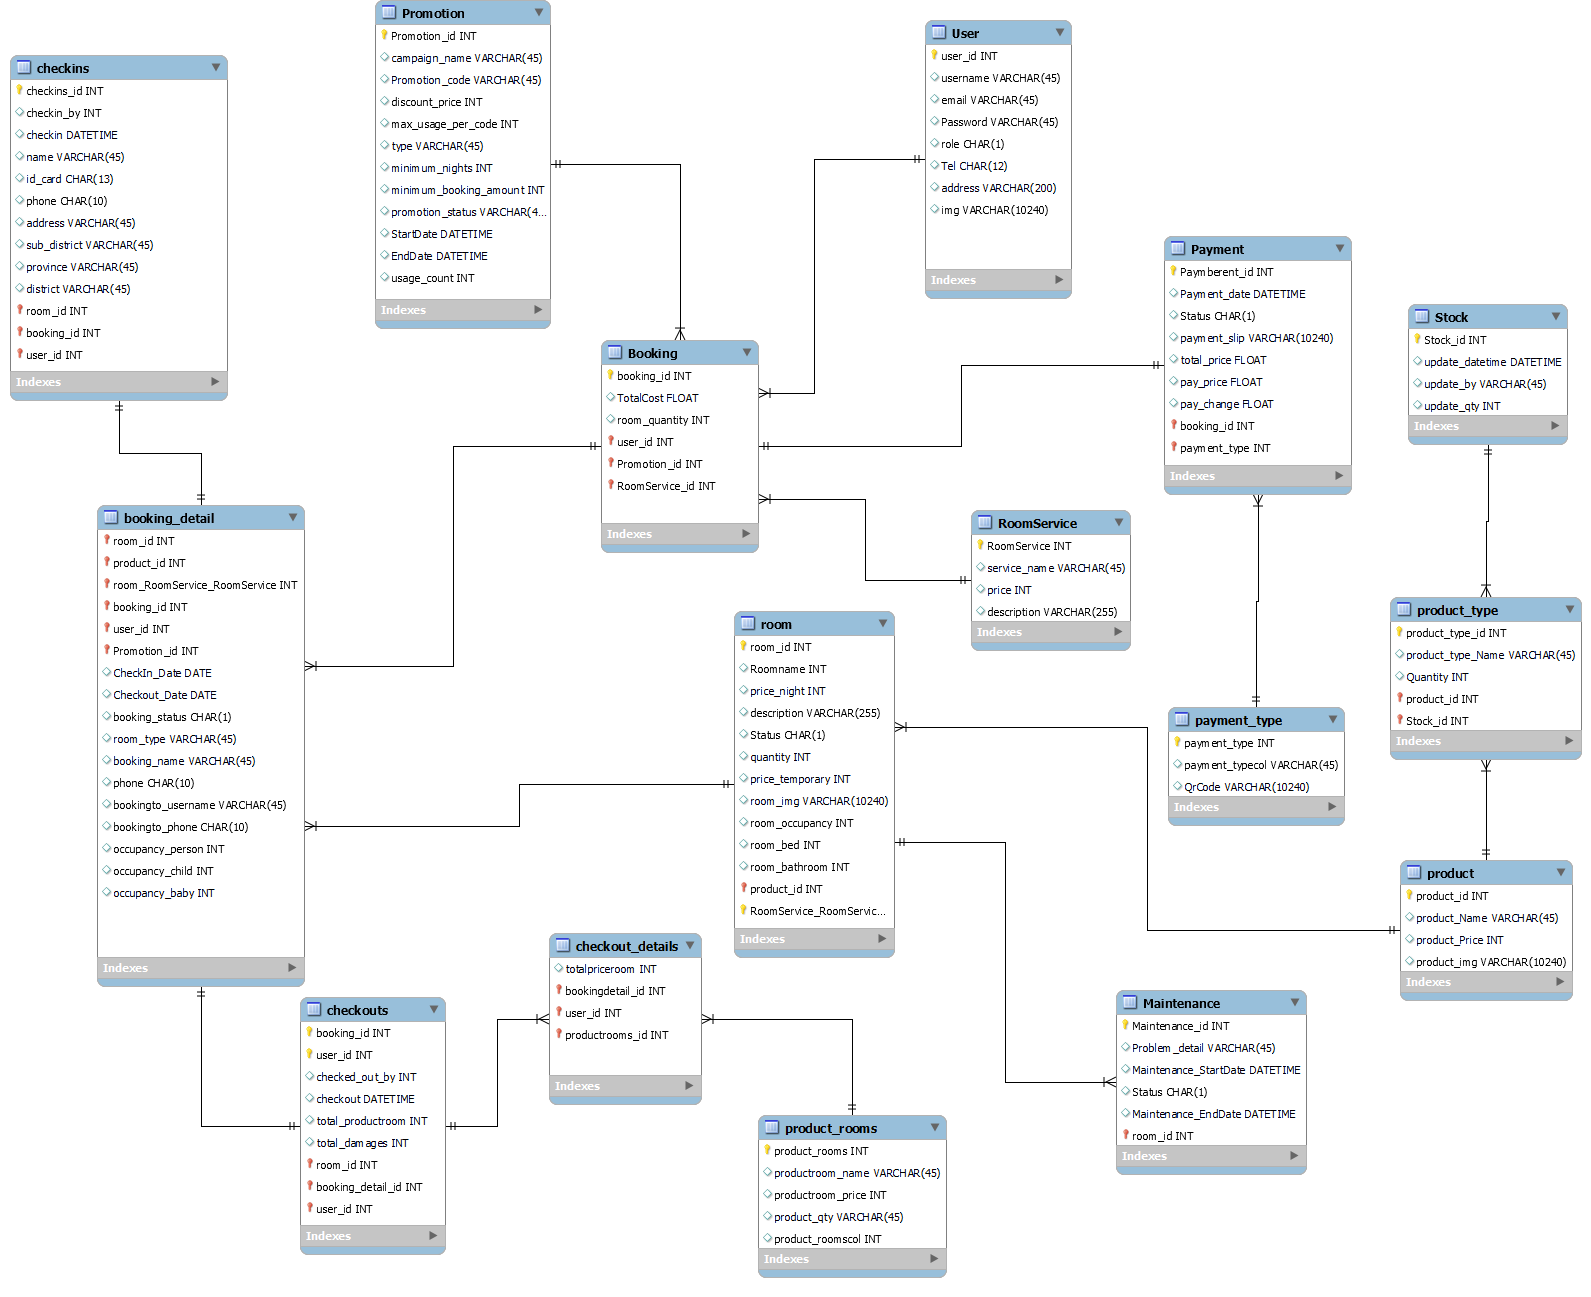 Promotion
Promotion_id INT
campaign_name VARCHAR(45)
Promotion_code VARCHAR(45)
discount_price INT
max_usage_per_code INT
type VARCHAR(45)
minimum_nights INT
minimum_booking_amount INT
promotion_status VARCHAR(4...
StartDate DATETIME
EndDate DATETIME
usage_count INT
Indexes
User
user_id INT
username VARCHAR(45)
email VARCHAR(45)
Password VARCHAR(45)
role CHAR(1)
Tel CHAR(12)
address VARCHAR(200)
img VARCHAR(10240)
Indexes
checkins
checkins_id INT
checkin_by INT
checkin DATETIME
name VARCHAR(45)
id_card CHAR(13)
phone CHAR(10)
address VARCHAR(45)
sub_district VARCHAR(45)
province VARCHAR(45)
district VARCHAR(45)
room_id INT
booking_id INT
user_id INT
Indexes
Payment
Paymberent_id INT
Payment_date DATETIME
Status CHAR(1)
payment_slip VARCHAR(10240)
total_price FLOAT
pay_price FLOAT
pay_change FLOAT
booking_id INT
payment_type INT
Indexes
Stock
Stock_id INT
update_datetime DATETIME
update_by VARCHAR(45)
update_qty INT
Indexes
Booking
booking_id INT
TotalCost FLOAT
room_quantity INT
user_id INT
Promotion_id INT
RoomService_id INT
Indexes
booking_detail
room_id INT
product_id INT
room_RoomService_RoomService INT
booking_id INT
user_id INT
Promotion_id INT
CheckIn_Date DATE
Checkout_Date DATE
booking_status CHAR(1)
room_type VARCHAR(45)
booking_name VARCHAR(45)
phone CHAR(10)
bookingto_username VARCHAR(45)
bookingto_phone CHAR(10)
occupancy_person INT
occupancy_child INT
occupancy_baby INT
Indexes
RoomService
RoomService INT
service_name VARCHAR(45)
price INT
description VARCHAR(255)
Indexes
room
room_id INT
Roomname INT
price_night INT
description VARCHAR(255)
Status CHAR(1)
quantity INT
price_temporary INT
room_img VARCHAR(10240)
room_occupancy INT
room_bed INT
room_bathroom INT
product_id INT
RoomService_RoomServic...
Indexes
product_type
product_type_id INT
product_type_Name VARCHAR(45)
Quantity INT
product_id INT
Stock_id INT
Indexes
payment_type
payment_type INT
payment_typecol VARCHAR(45)
QrCode VARCHAR(10240)
Indexes
product
product_id INT
product_Name VARCHAR(45)
product_Price INT
product_img VARCHAR(10240)
Indexes
checkout_details
totalpriceroom INT
bookingdetail_id INT
user_id INT
productrooms_id INT
Indexes
checkouts
booking_id INT
user_id INT
checked_out_by INT
checkout DATETIME
total_productroom INT
total_damages INT
room_id INT
booking_detail_id INT
user_id INT
Indexes
Maintenance
Maintenance_id INT
Problem_detail VARCHAR(45)
Maintenance_StartDate DATETIME
Status CHAR(1)
Maintenance_EndDate DATETIME
room_id INT
Indexes
product_rooms
product_rooms INT
productroom_name VARCHAR(45)
productroom_price INT
product_qty VARCHAR(45)
product_roomscol INT
Indexes